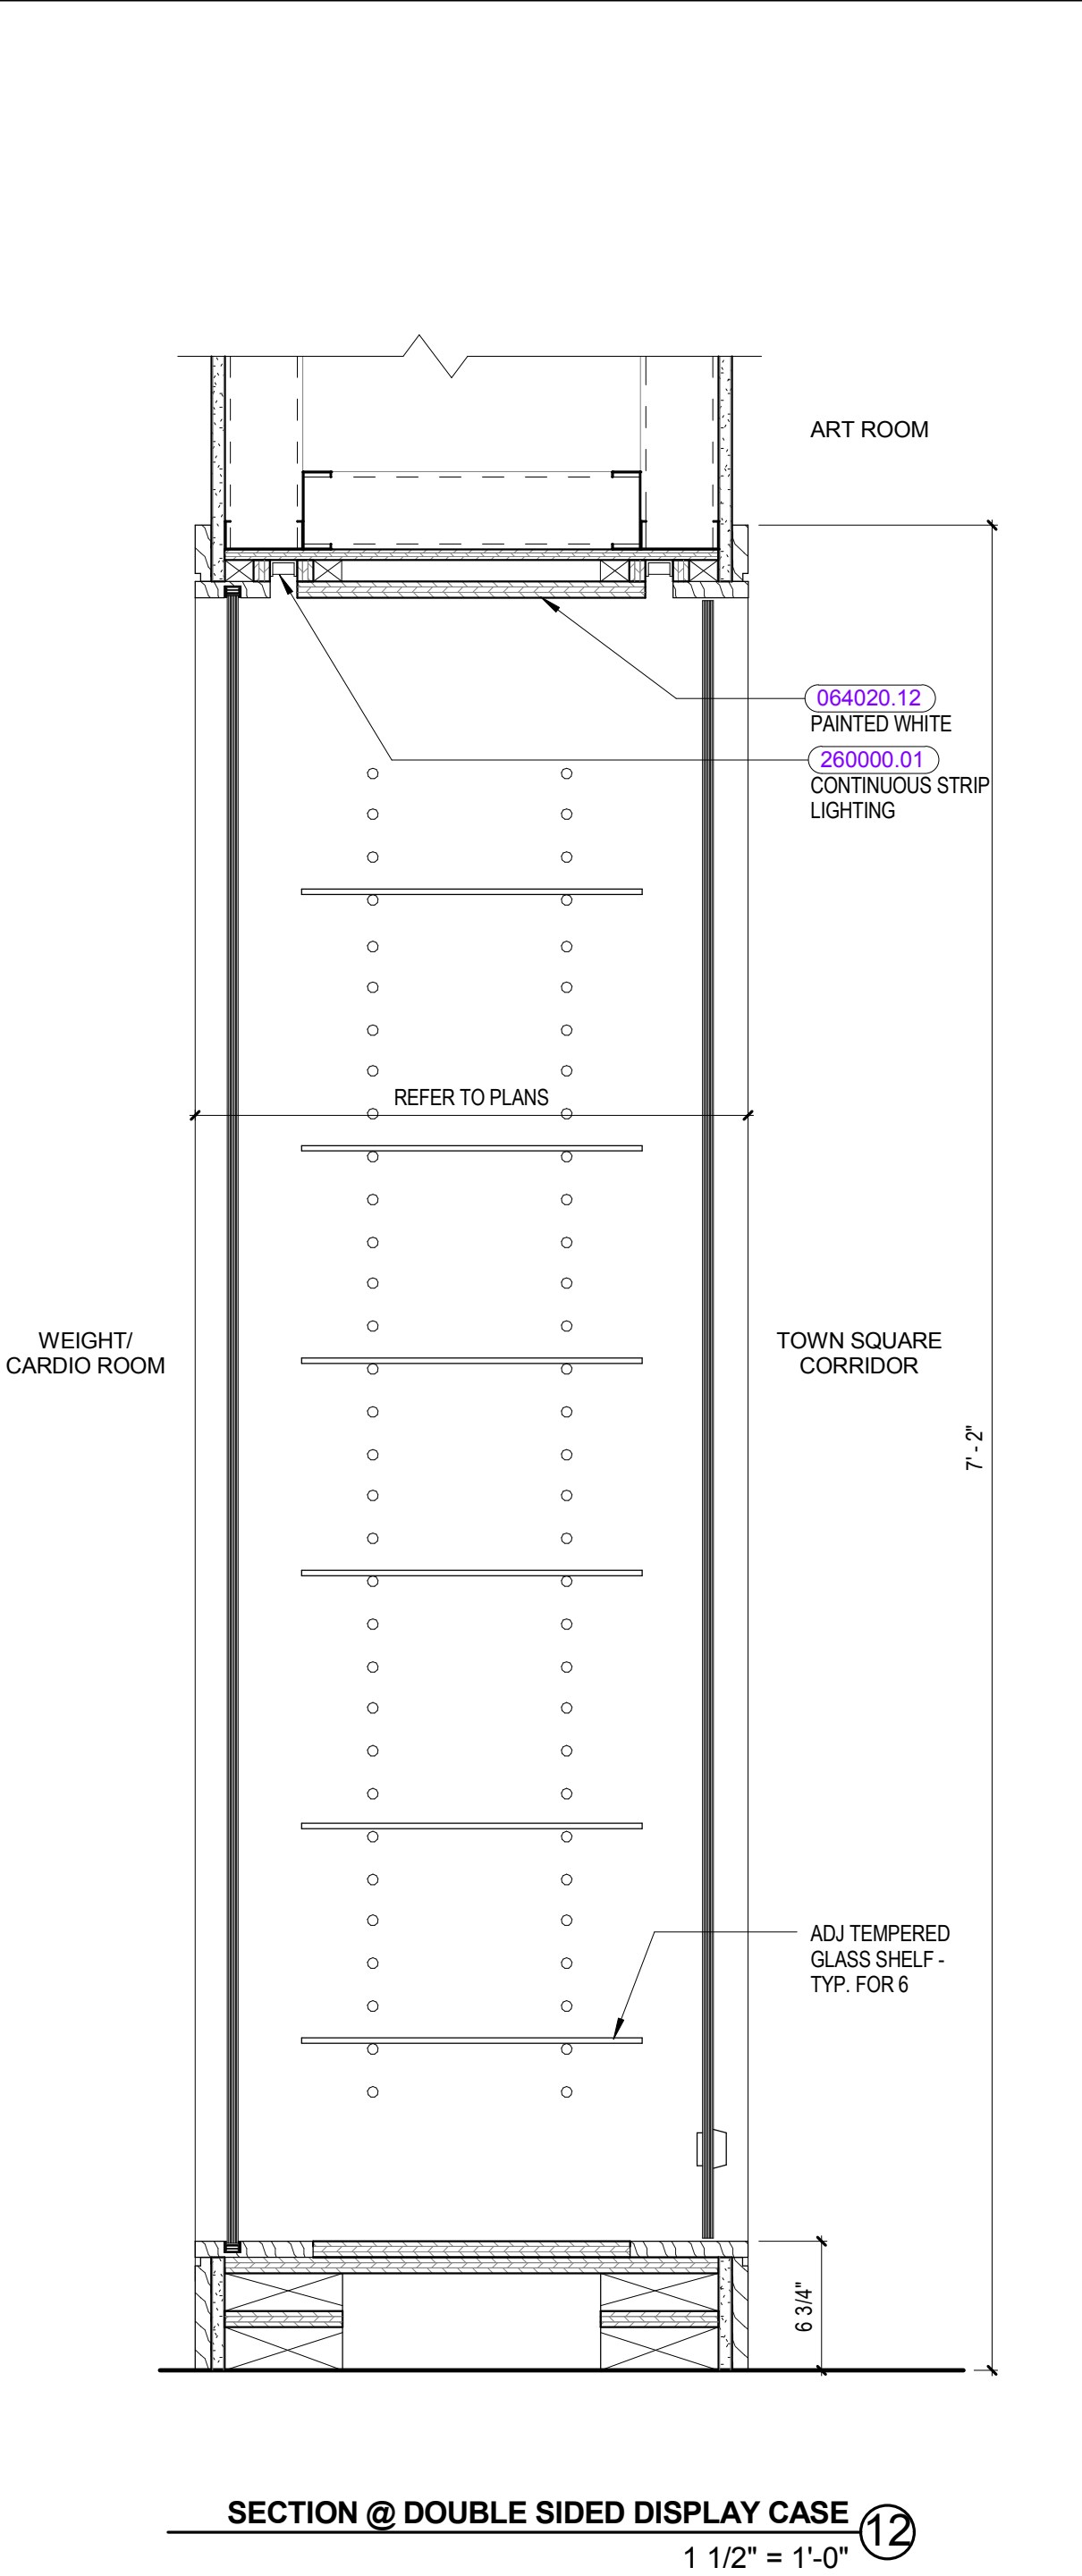 ART ROOM
064020.12
PAINTED WHITE
260000.01
CONTINUOUS STRIP
LIGHTING
REFER TO PLANS
WEIGHT/
CARDIO ROOM
TOWN SQUARE
CORRIDOR
7' - 2"
ADJ TEMPERED
GLASS SHELF -
TYP. FOR 6
6 3/4"
SECTION @ DOUBLE SIDED DISPLAY CASE
12
1 1/2" = 1'-0"